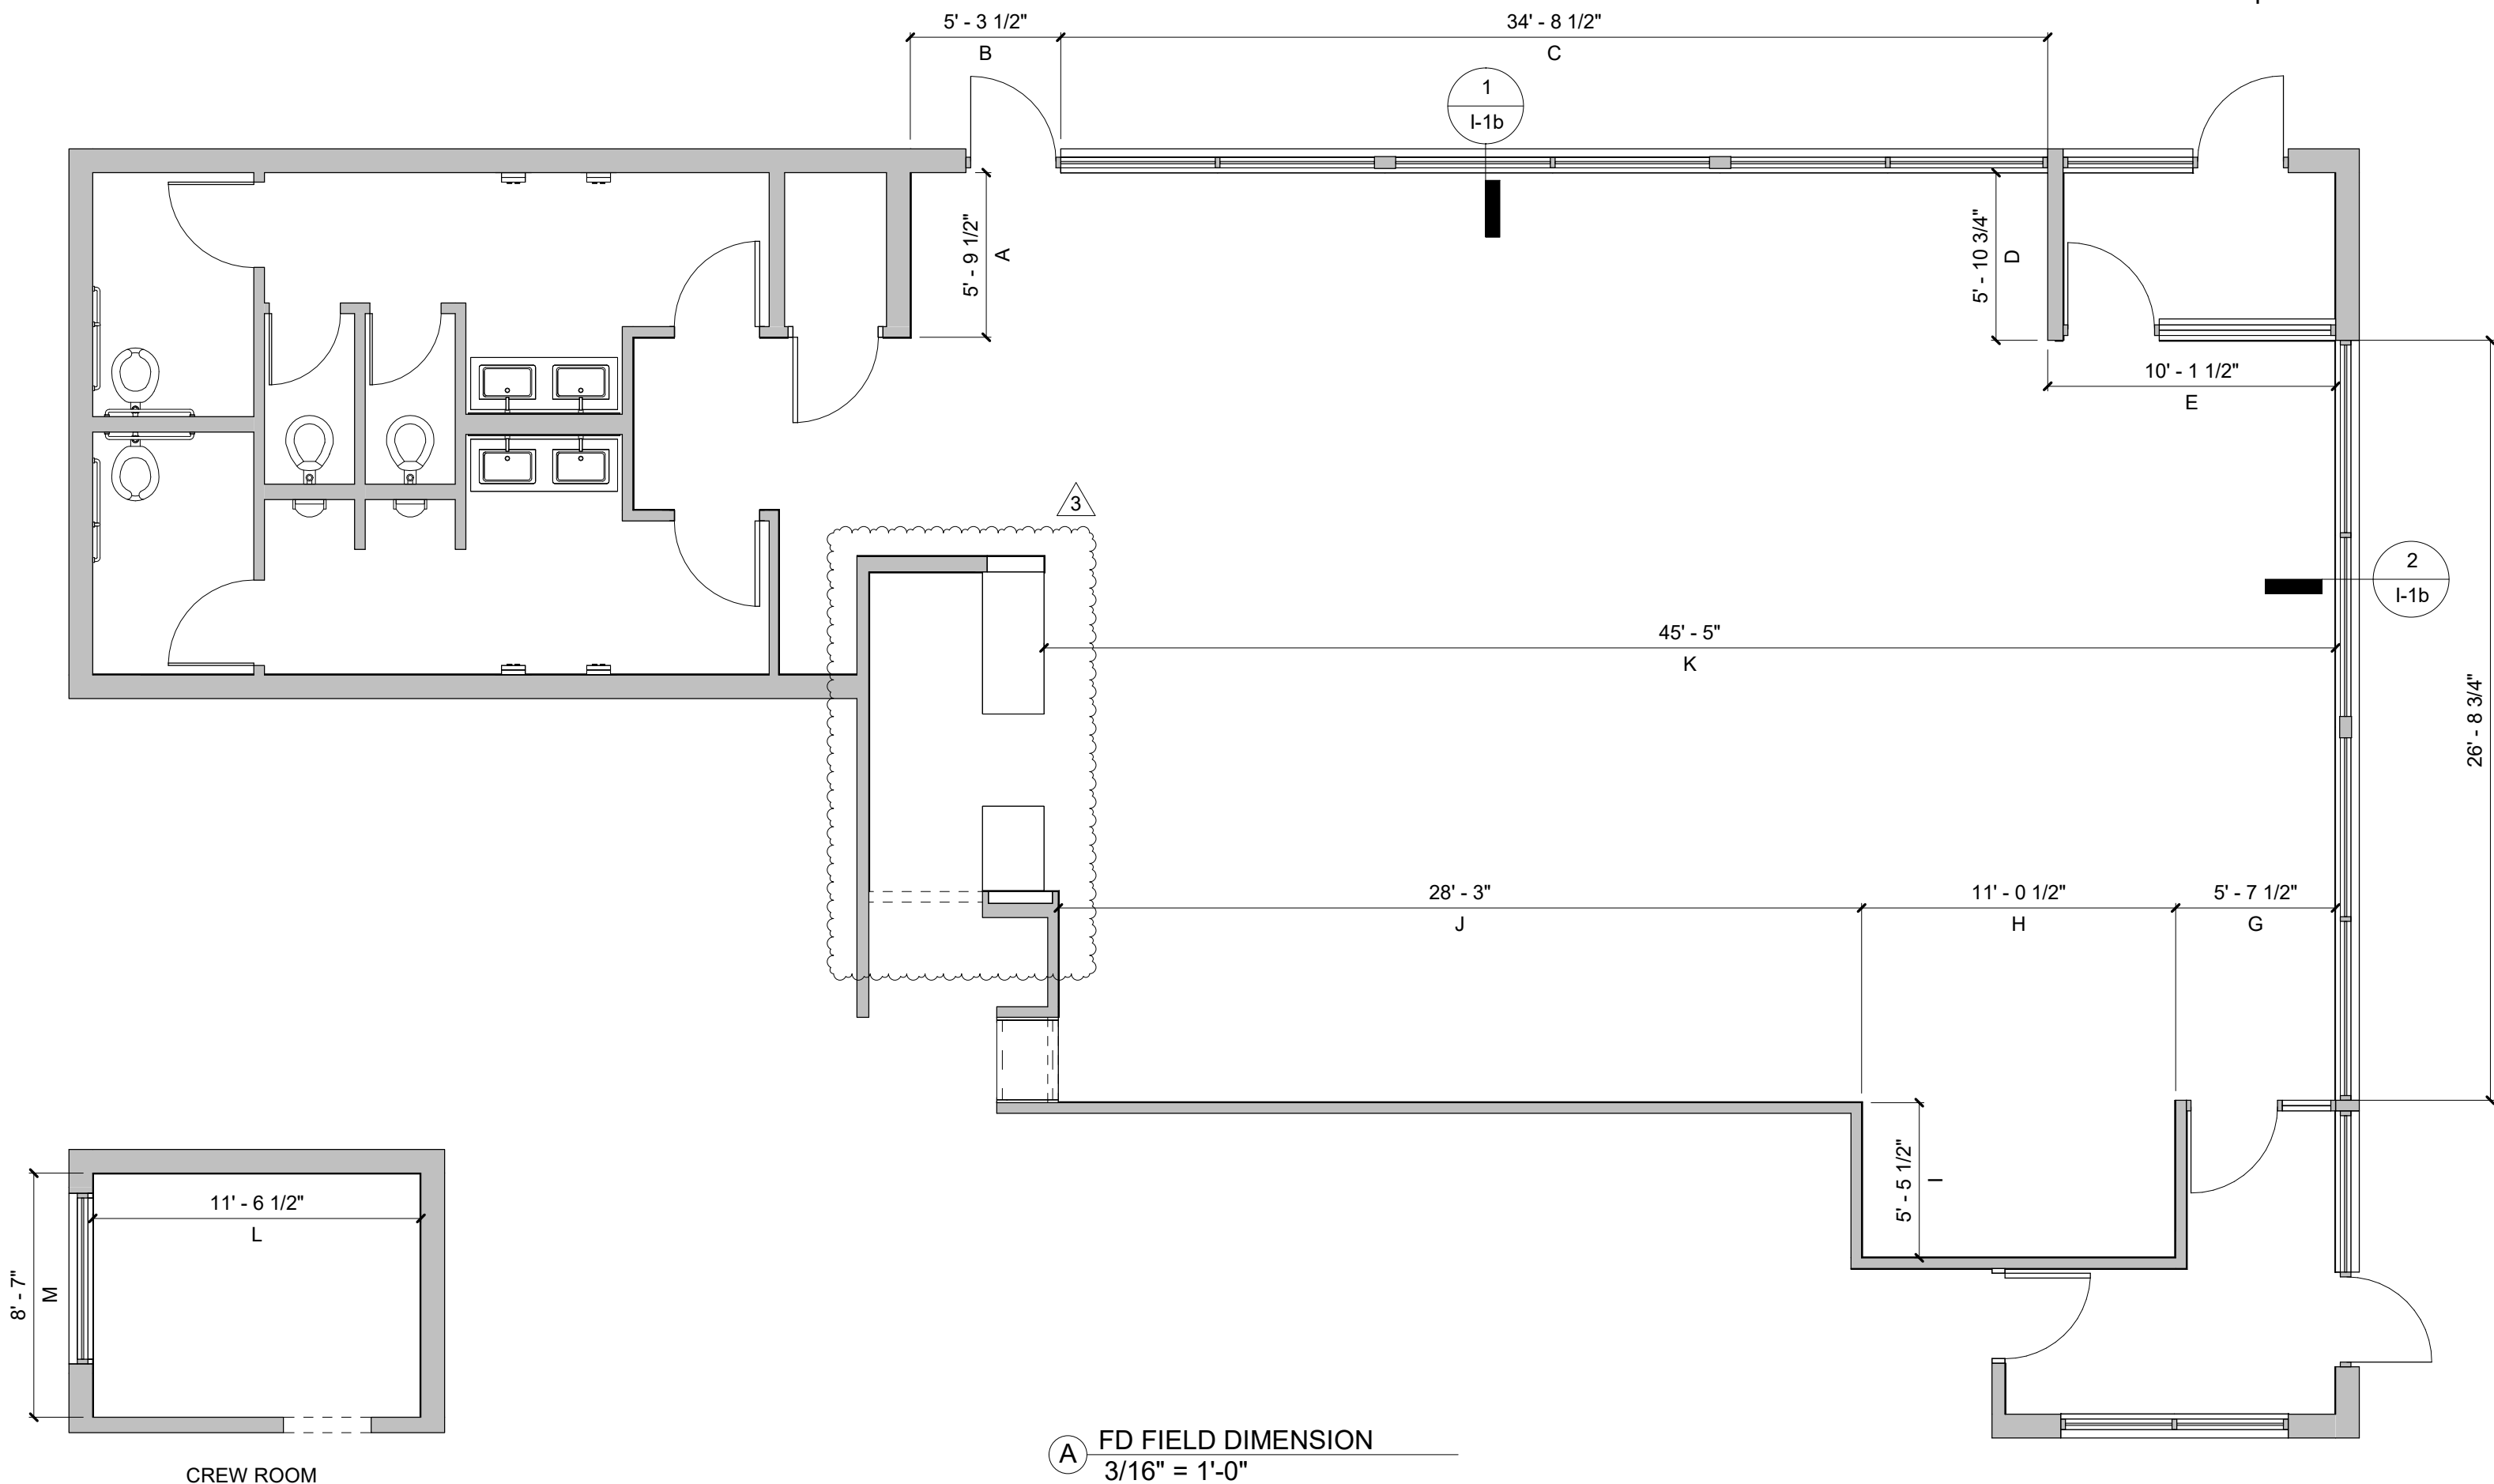 5' - 3 1/2"
B
34' - 8 1/2"
C
1
I-1b
5' - 9 1/2"
A
5' - 10 3/4"
D
10' - 1 1/2"
E
3
2
I-1b
45' - 5"
K
26' - 8 3/4"
28' - 3"
J
11' - 0 1/2"
H
5' - 7 1/2"
G
5' - 5 1/2"
I
11' - 6 1/2"
L
8' - 7"
M
CREW ROOM
A
FD FIELD DIMENSION
3/16" = 1'-0"